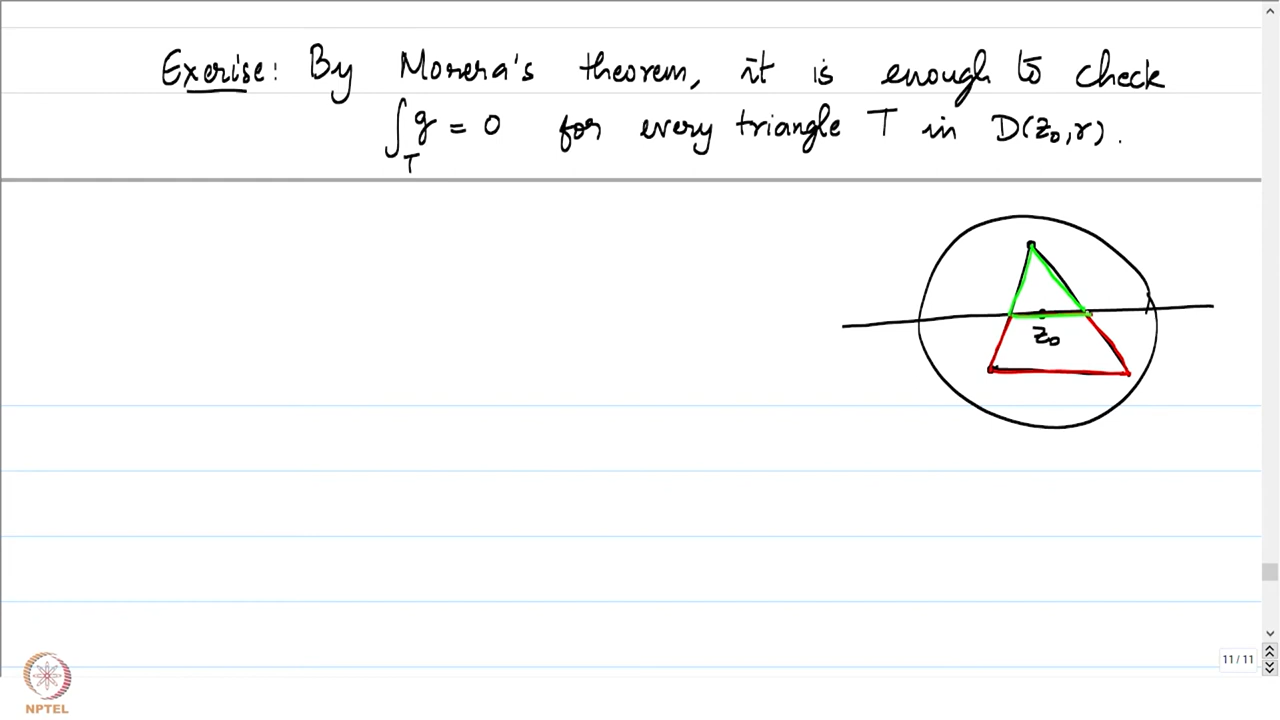 Exerise: By Morera's theorem, it is enough to check
∫_T g = 0 for every triangle T in D(z₀, r).
z₀
11 / 11
NPTEL